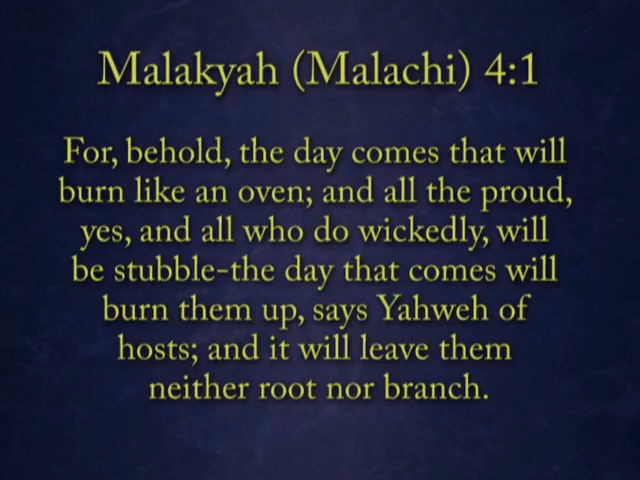 Malakyah (Malachi) 4:1
For, behold, the day comes that will
burn like an oven; and all the proud,
yes, and all who do wickedly, will
be stubble-the day that comes will
burn them up, says Yahweh of
hosts; and it will leave them
neither root nor branch.